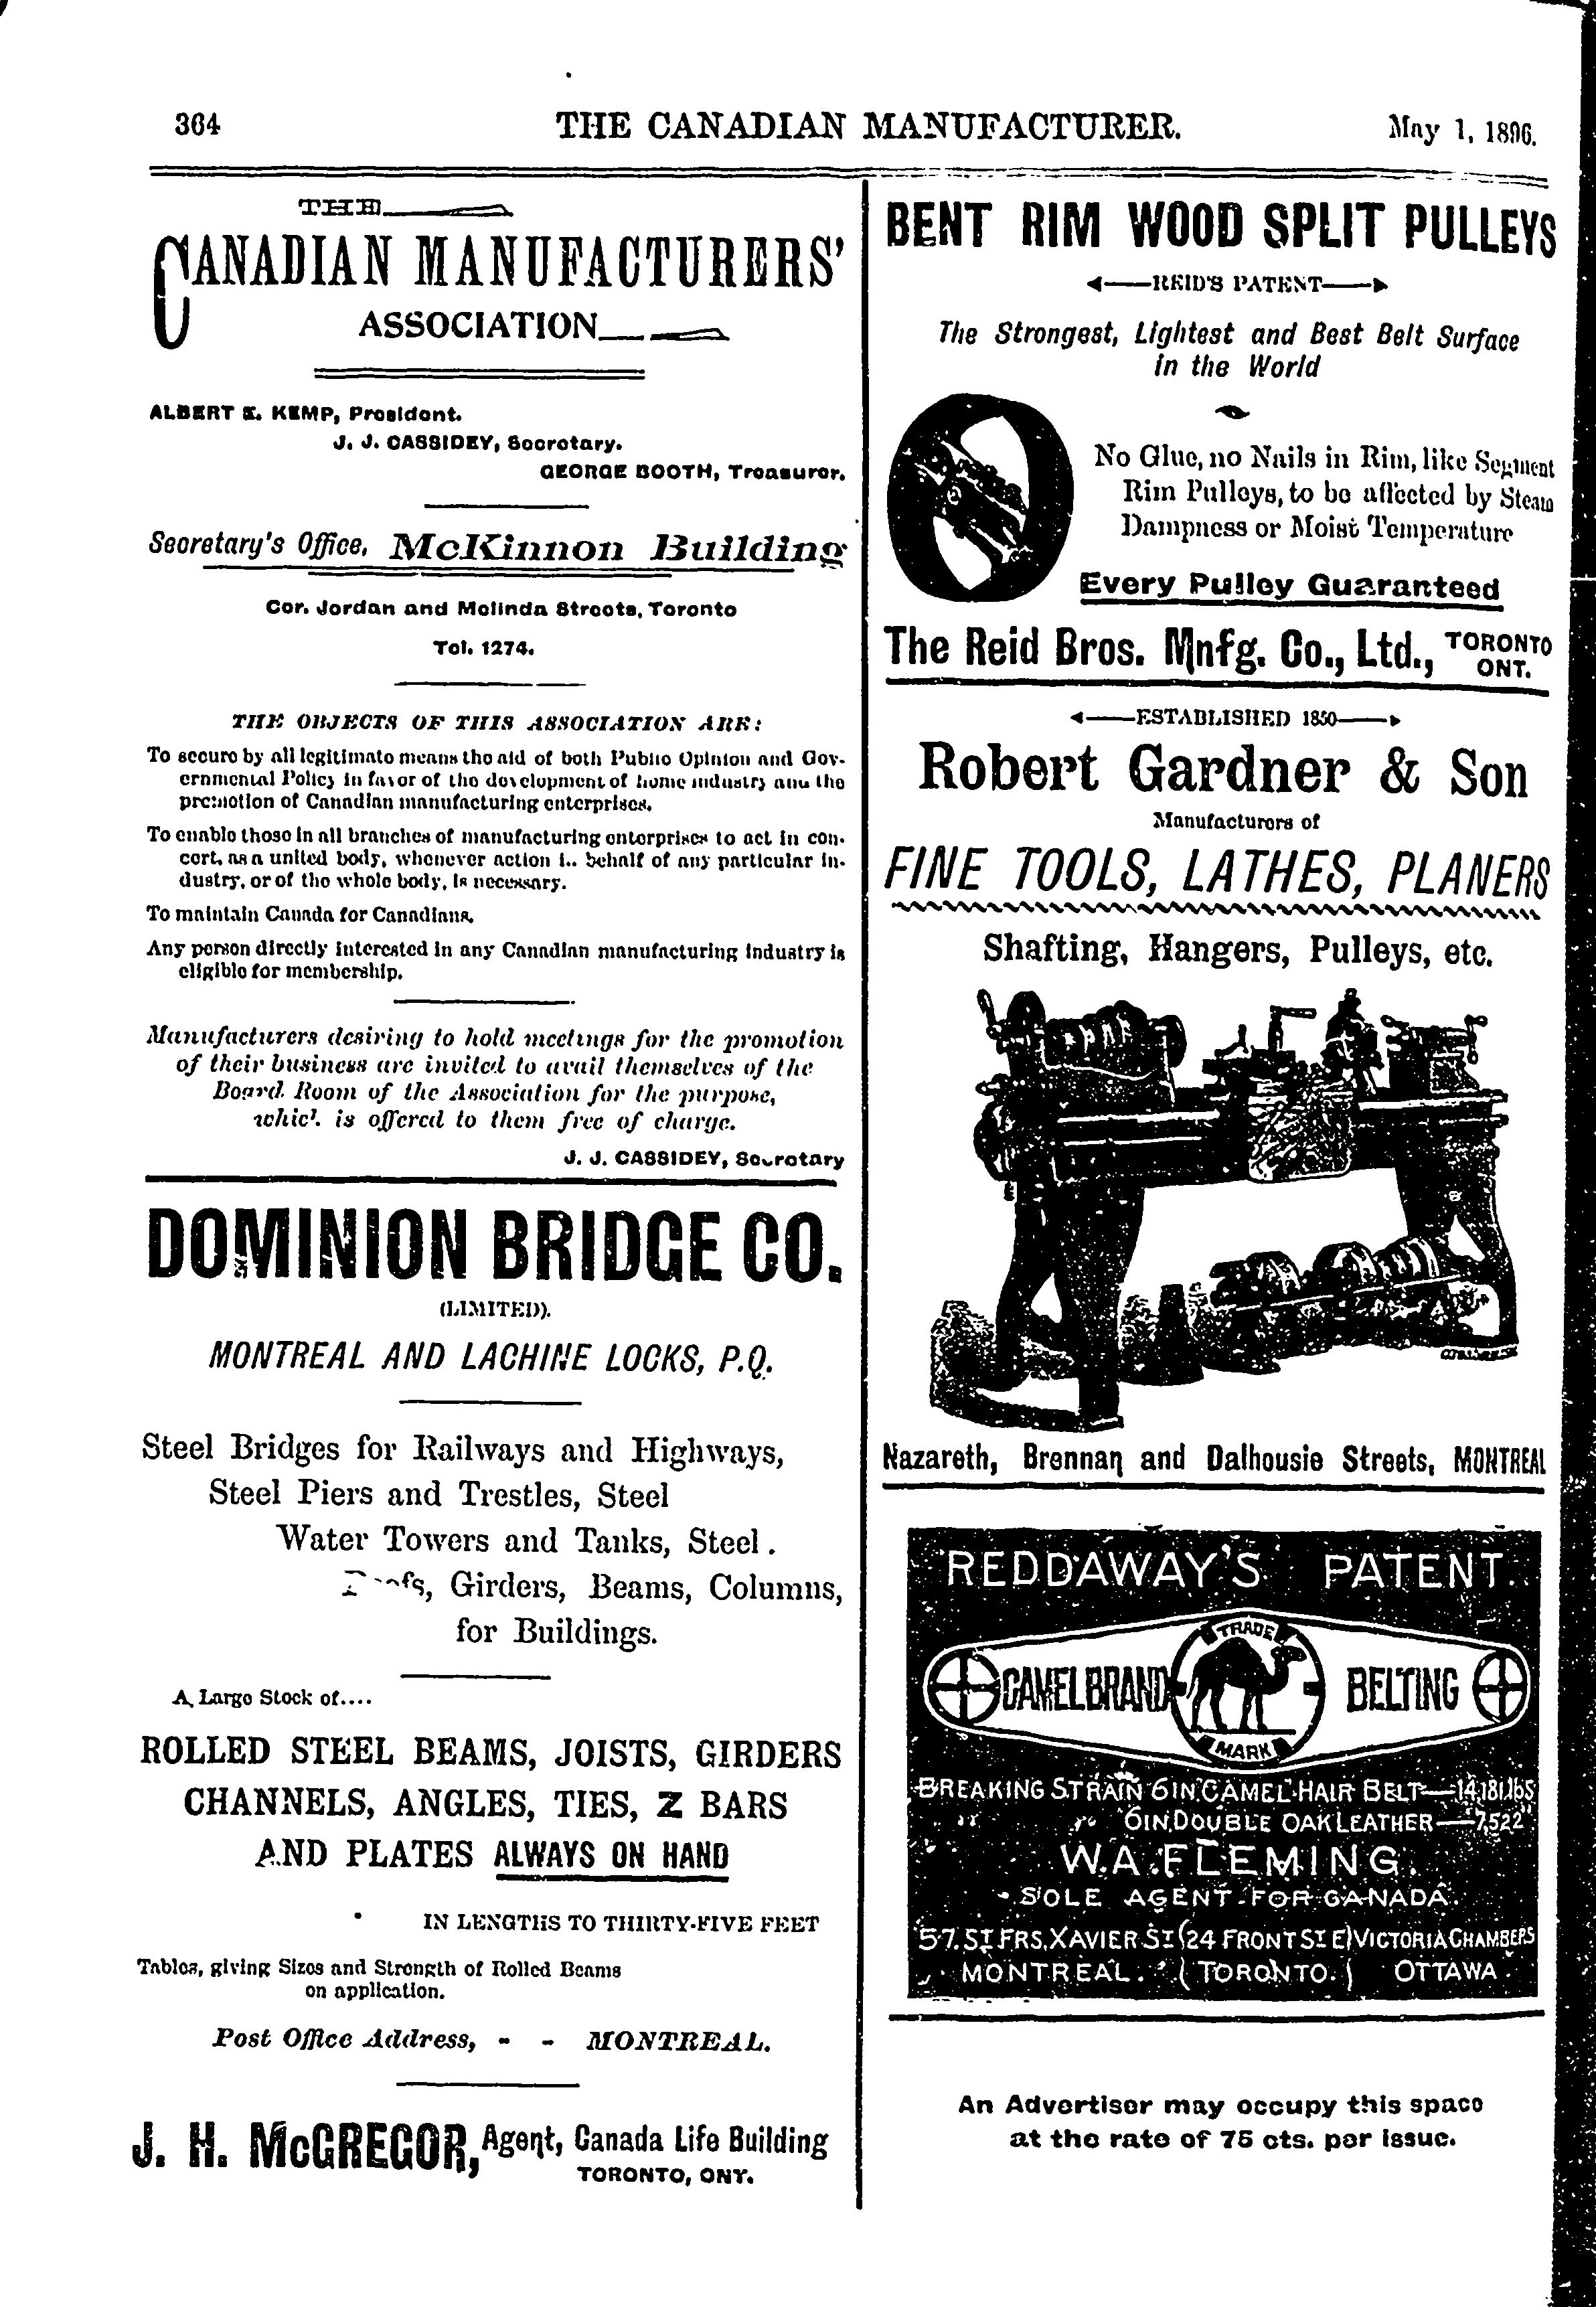 364 THE CANADIAN MANUFACTURER. May 1, 1896.
THE
CANADIAN MANUFACTURERS'
ASSOCIATION
ALBERT E. KEMP, President.
J. J. CASSIDEY, Secretary.
GEORGE BOOTH, Treasurer.
Secretary's Office, McKinnon Building
Cor. Jordan and Melinda Streets, Toronto
Tel. 1274.
THE OBJECTS OF THIS ASSOCIATION ARE:
To secure by all legitimate means the aid of both Public Opinion and Gov-
ernmental Policy in favor of the development of home industry and the
promotion of Canadian manufacturing enterprises.
To enable those in all branches of manufacturing enterprises to act in con-
cert, as a united body, whenever action i.. behalf of any particular in-
dustry, or of the whole body, is necessary.
To maintain Canada for Canadians.
Any person directly interested in any Canadian manufacturing industry is
eligible for membership.
Manufacturers desiring to hold meetings for the promotion
of their business are invited to avail themselves of the
Board Room of the Association for the purpose,
which is offered to them free of charge.
J. J. CASSIDEY, Secretary
DOMINION BRIDGE CO.
(LIMITED).
MONTREAL AND LACHINE LOCKS, P.Q.
Steel Bridges for Railways and Highways,
Steel Piers and Trestles, Steel
Water Towers and Tanks, Steel
Girders, Beams, Columns,
for Buildings.
A Large Stock of....
ROLLED STEEL BEAMS, JOISTS, GIRDERS
CHANNELS, ANGLES, TIES, Z BARS
AND PLATES ALWAYS ON HAND
IN LENGTHS TO THIRTY-FIVE FEET
Tables, giving Sizes and Strength of Rolled Beams
on application.
Post Office Address, - - MONTREAL.
J. H. McGREGOR, Agent, Canada Life Building
TORONTO, ONT.
BENT RIM WOOD SPLIT PULLEYS
REID'S PATENT
The Strongest, Lightest and Best Belt Surface
in the World
No Glue, no Nails in Rim, like Segment
Rim Pulleys, to be affected by Steam
Dampness or Moist Temperature
Every Pulley Guaranteed
The Reid Bros. Mnfg. Co., Ltd., TORONTO
ONT.
ESTABLISHED 1850
Robert Gardner & Son
Manufacturers of
FINE TOOLS, LATHES, PLANERS
Shafting, Hangers, Pulleys, etc.
Nazareth, Brennan and Dalhousie Streets, MONTREAL
REDDAWAY'S PATENT
TRADE
CAMEL BRAND BELTING
MARK
BREAKING STRAIN 6IN CAMEL-HAIR BELT—14,181 lbs
" " 6IN. DOUBLE OAK LEATHER—7,522"
W.A. FLEMING.
SOLE AGENT FOR CANADA.
57. ST FRS, XAVIER ST (24 FRONT ST E) VICTORIA CHAMBERS
MONTREAL. (TORONTO.) OTTAWA
An Advertiser may occupy this space
at the rate of 75 cts. per issue.